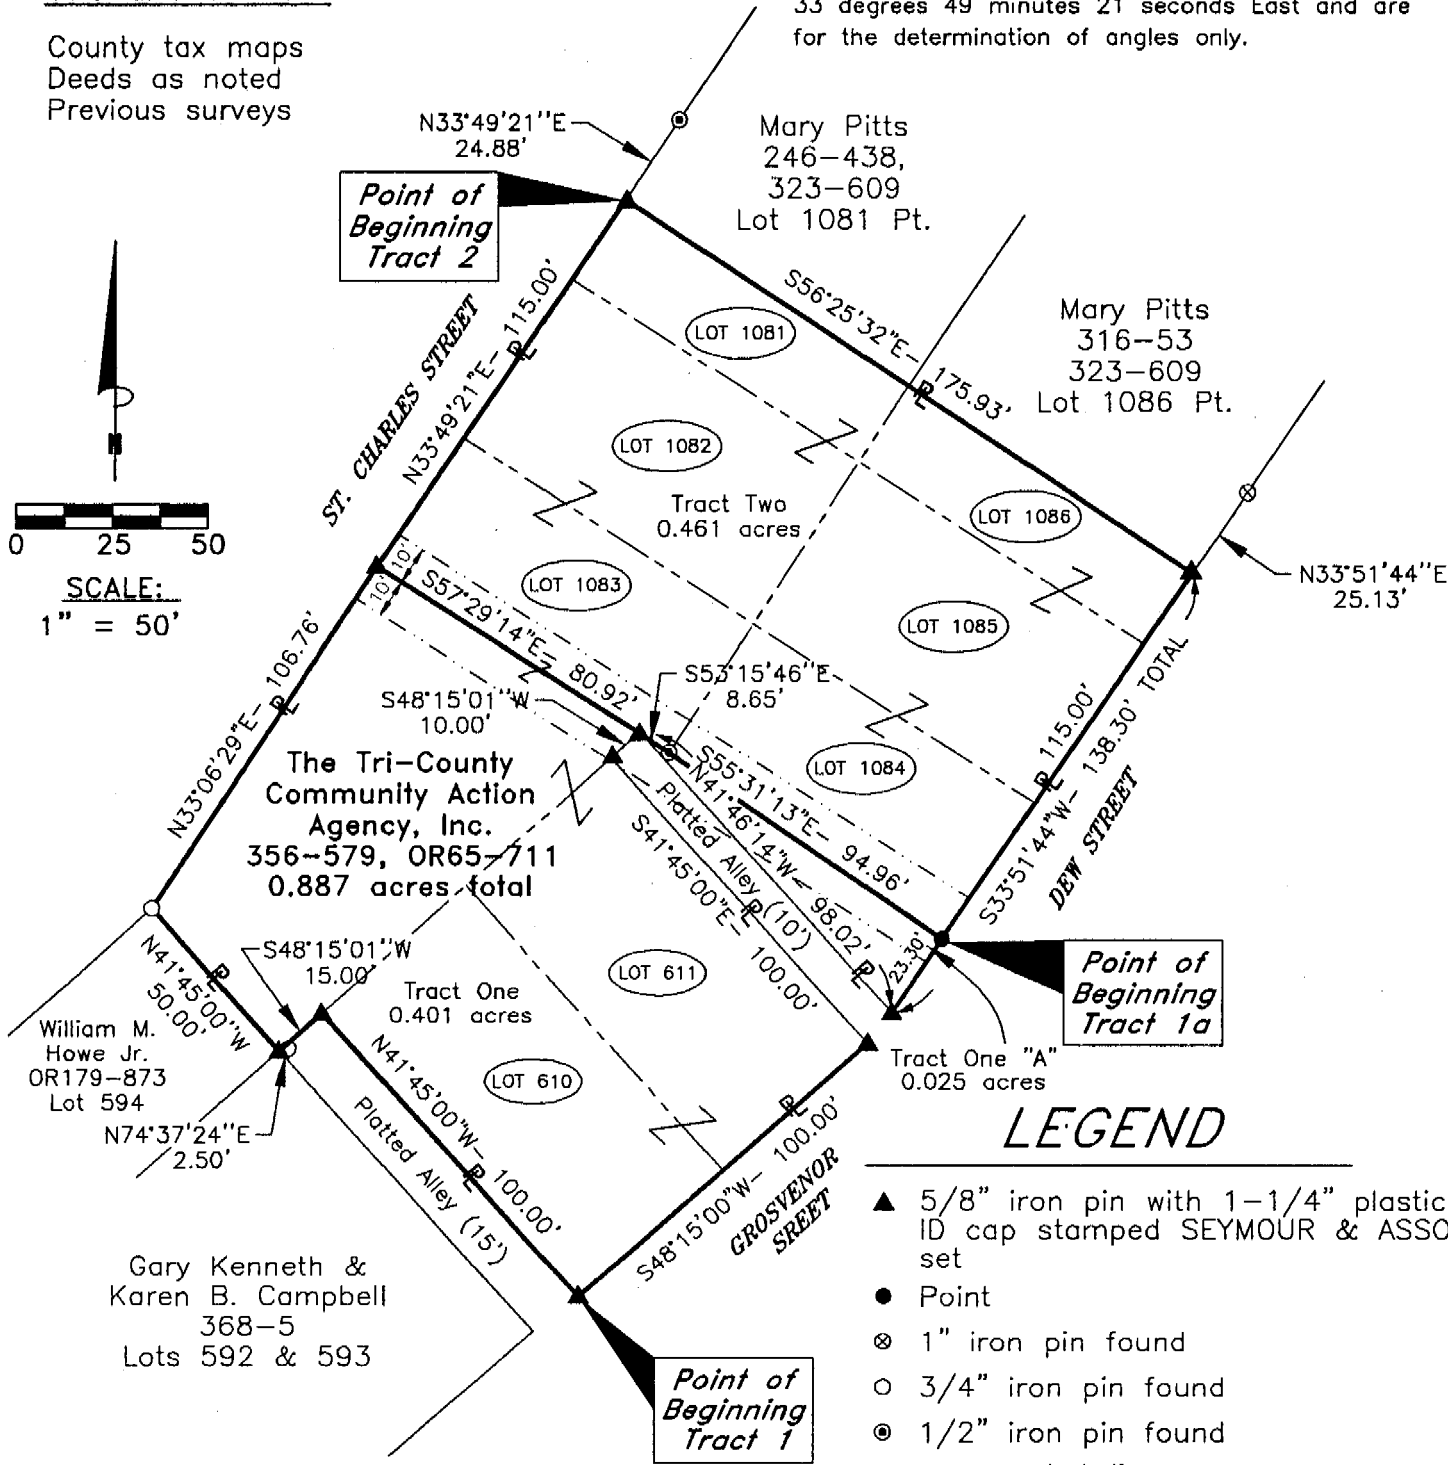 33 degrees 49 minutes 21 seconds East and are
for the determination of angles only.
County tax maps
Deeds as noted
Previous surveys
N33°49'21''E
24.88'
Mary Pitts
246-438,
323-609
Lot 1081 Pt.
Point of
Beginning
Tract 2
S56°25'32"E- 175.93'
Mary Pitts
316-53
323-609
Lot 1086 Pt.
ST. CHARLES STREET
N33°49'21"E- 115.00'
LOT 1081
LOT 1082
Tract Two
0.461 acres
LOT 1086
N
0 25 50
SCALE:
1" = 50'
N33°51'44''E
25.13'
10'
10'
LOT 1083
LOT 1085
S57°29'14"E- 80.92'
S53°15'46"E
8.65'
S48°15'01''W
10.00'
N33°06'29"E- 106.76'
The Tri-County
Community Action
Agency, Inc.
356-579, OR65-711
0.887 acres total
LOT 1084
S55°31'13"E- 94.96'
N41°46'14"W- 98.02'
Platted Alley (10')
S41°45'00"E- 100.00'
115.00'
S33°51'44"W- 138.30' TOTAL
DEW STREET
23.30'
Point of
Beginning
Tract 1a
Tract One "A"
0.025 acres
S48°15'01''W
15.00'
N41°45'00"W
50.00'
LOT 611
Tract One
0.401 acres
LOT 610
William M.
Howe Jr.
OR179-873
Lot 594
N74°37'24''E
2.50'
N41°45'00"W- 100.00'
Platted Alley (15')
S48°15'00"W- 100.00'
GROSVENOR
SREET
Gary Kenneth &
Karen B. Campbell
368-5
Lots 592 & 593
Point of
Beginning
Tract 1
LEGEND
5/8" iron pin with 1-1/4" plastic
ID cap stamped SEYMOUR & ASSO
set
Point
1" iron pin found
3/4" iron pin found
1/2" iron pin found